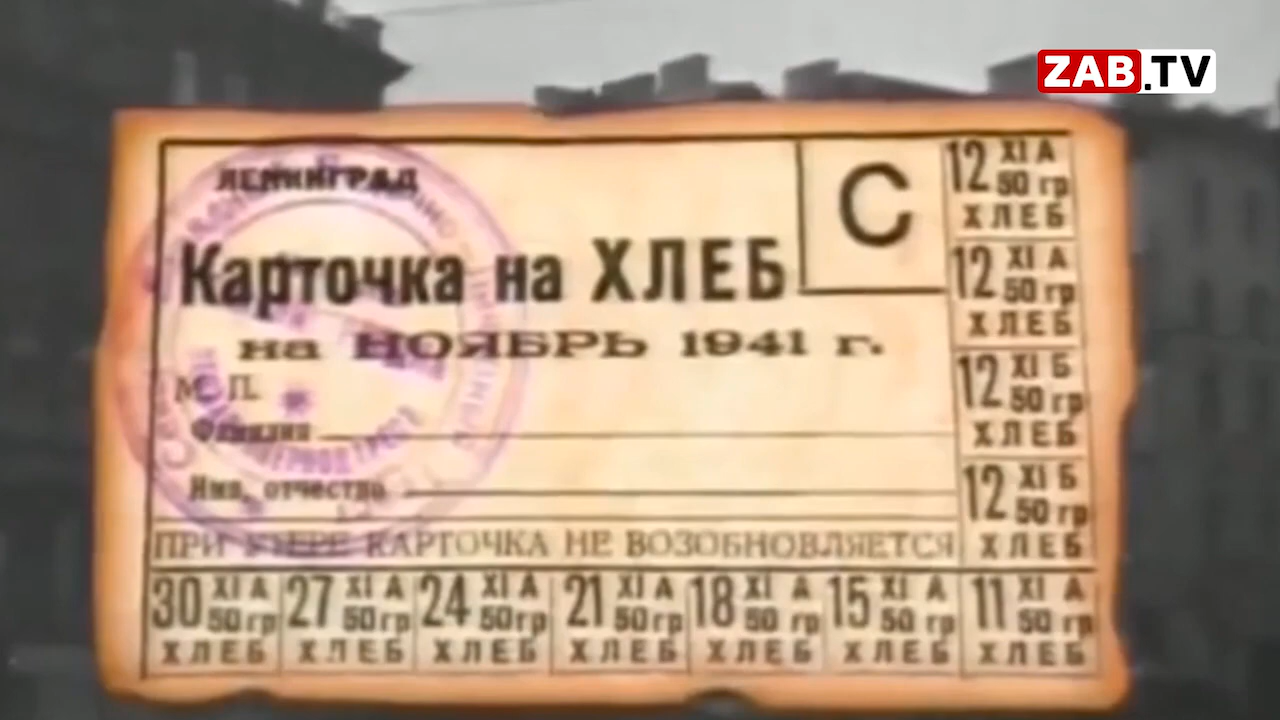 ZAB.TV
ЛЕНИНГРАД
С
Карточка на ХЛЕБ
на НОЯБРЬ 1941 г.
М. П.
Фамилия
Имя, отчество
ПРИ УТЕРЕ КАРТОЧКА НЕ ВОЗОБНОВЛЯЕТСЯ
12 XI А
50 гр
ХЛЕБ
12 XI А
50 гр
ХЛЕБ
12 XI Б
50 гр
ХЛЕБ
12 XI Б
50 гр
ХЛЕБ
30 XI А
50 гр
ХЛЕБ
27 XI А
50 гр
ХЛЕБ
24 XI А
50 гр
ХЛЕБ
21 XI А
50 гр
ХЛЕБ
18 XI А
50 гр
ХЛЕБ
15 XI А
50 гр
ХЛЕБ
11 XI А
50 гр
ХЛЕБ